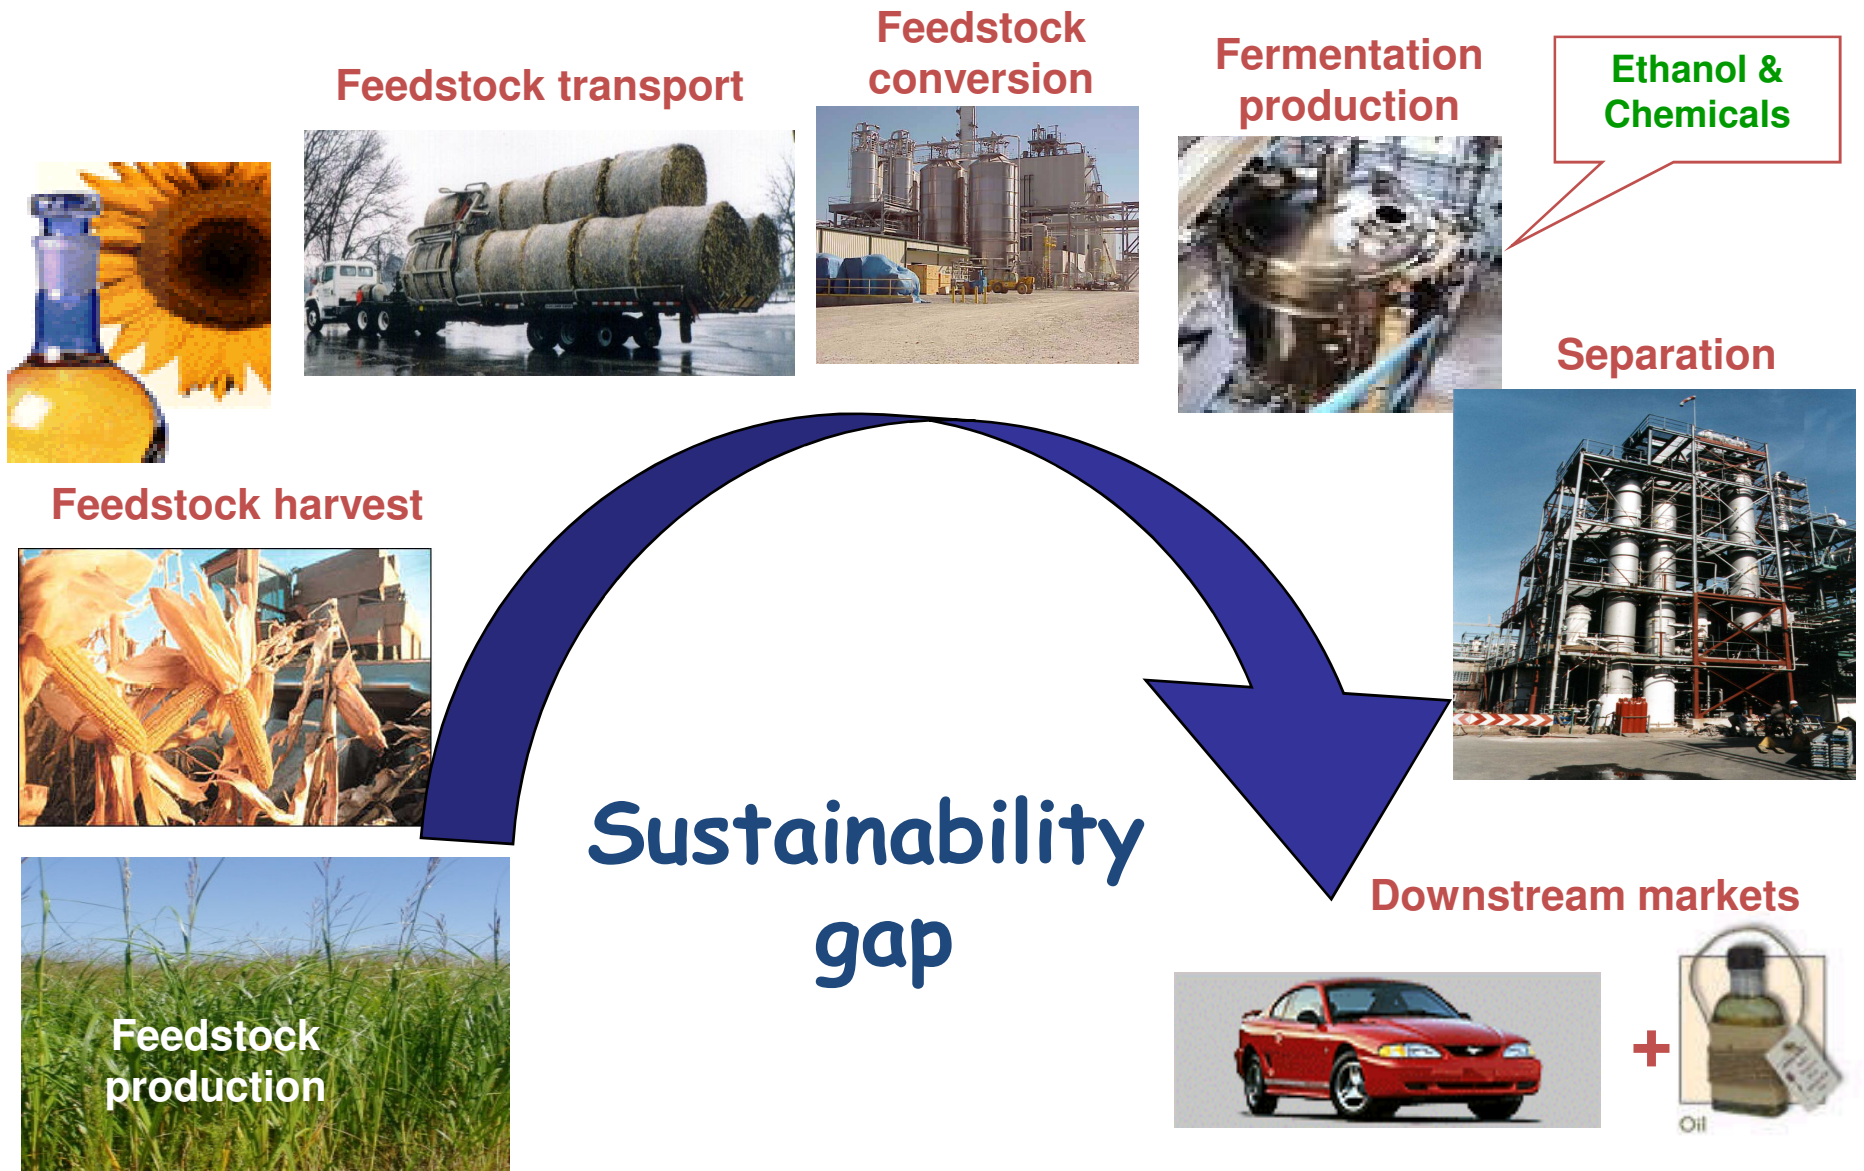 Feedstock
conversion
Fermentation
production
Ethanol &
Chemicals
Feedstock transport
Separation
Feedstock harvest
Sustainability
gap
Downstream markets
Feedstock
production
+
Oil